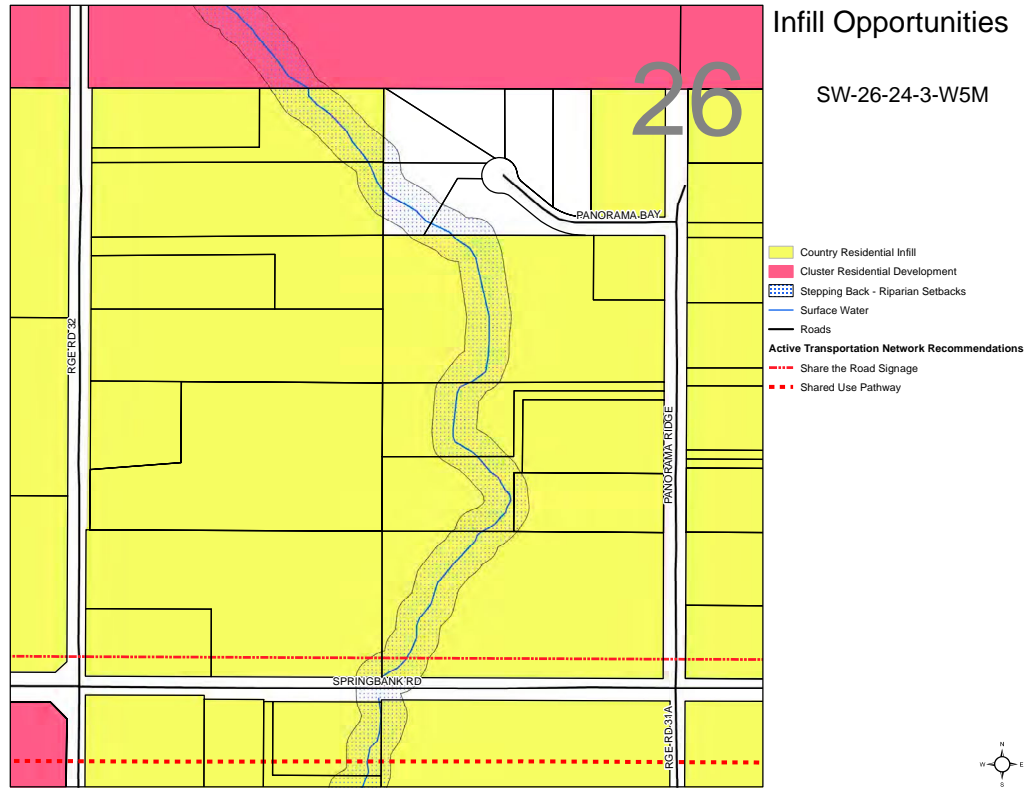 Infill Opportunities
SW-26-24-3-W5M
26
PANORAMA BAY
RGE RD 32
PANORAMA RIDGE
SPRINGBANK RD
RGE RD 31A
Country Residential Infill
Cluster Residential Development
Stepping Back - Riparian Setbacks
Surface Water
Roads
Active Transportation Network Recommendations
Share the Road Signage
Shared Use Pathway
N
W
E
S